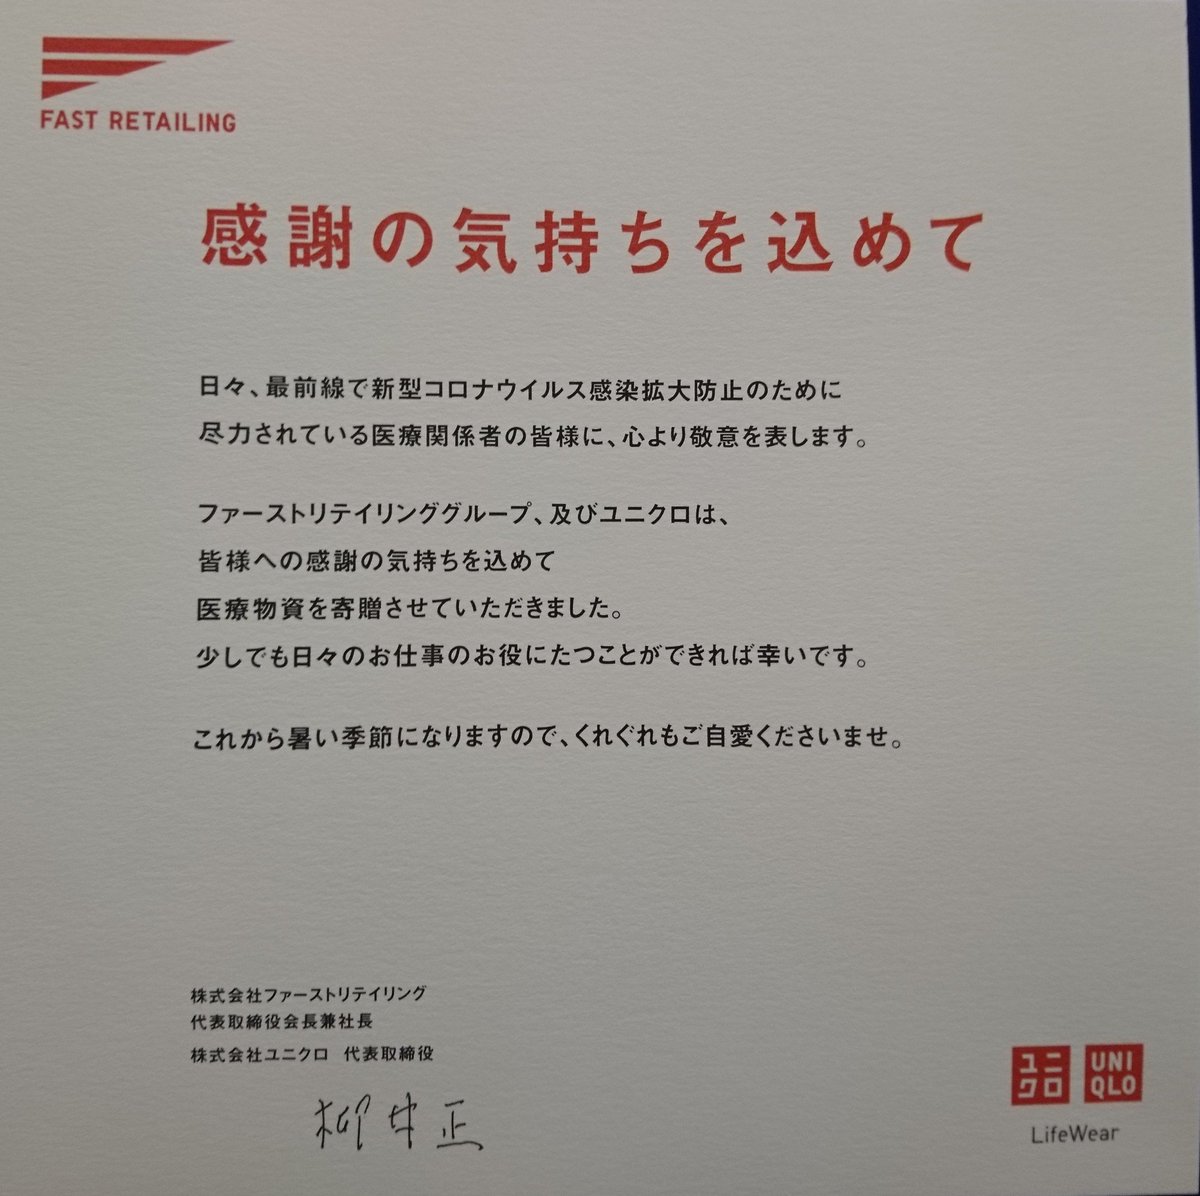 FAST RETAILING
感謝の気持ちを込めて
日々、最前線で新型コロナウイルス感染拡大防止のために
尽力されている医療関係者の皆様に、心より敬意を表します。
ファーストリテイリンググループ、及びユニクロは、
皆様への感謝の気持ちを込めて
医療物資を寄贈させていただきました。
少しでも日々のお仕事のお役にたつことができれば幸いです。
これから暑い季節になりますので、くれぐれもご自愛くださいませ。
株式会社ファーストリテイリング
代表取締役会長兼社長
株式会社ユニクロ 代表取締役
柳井正
ユニ
クロ
UNI
QLO
LifeWear